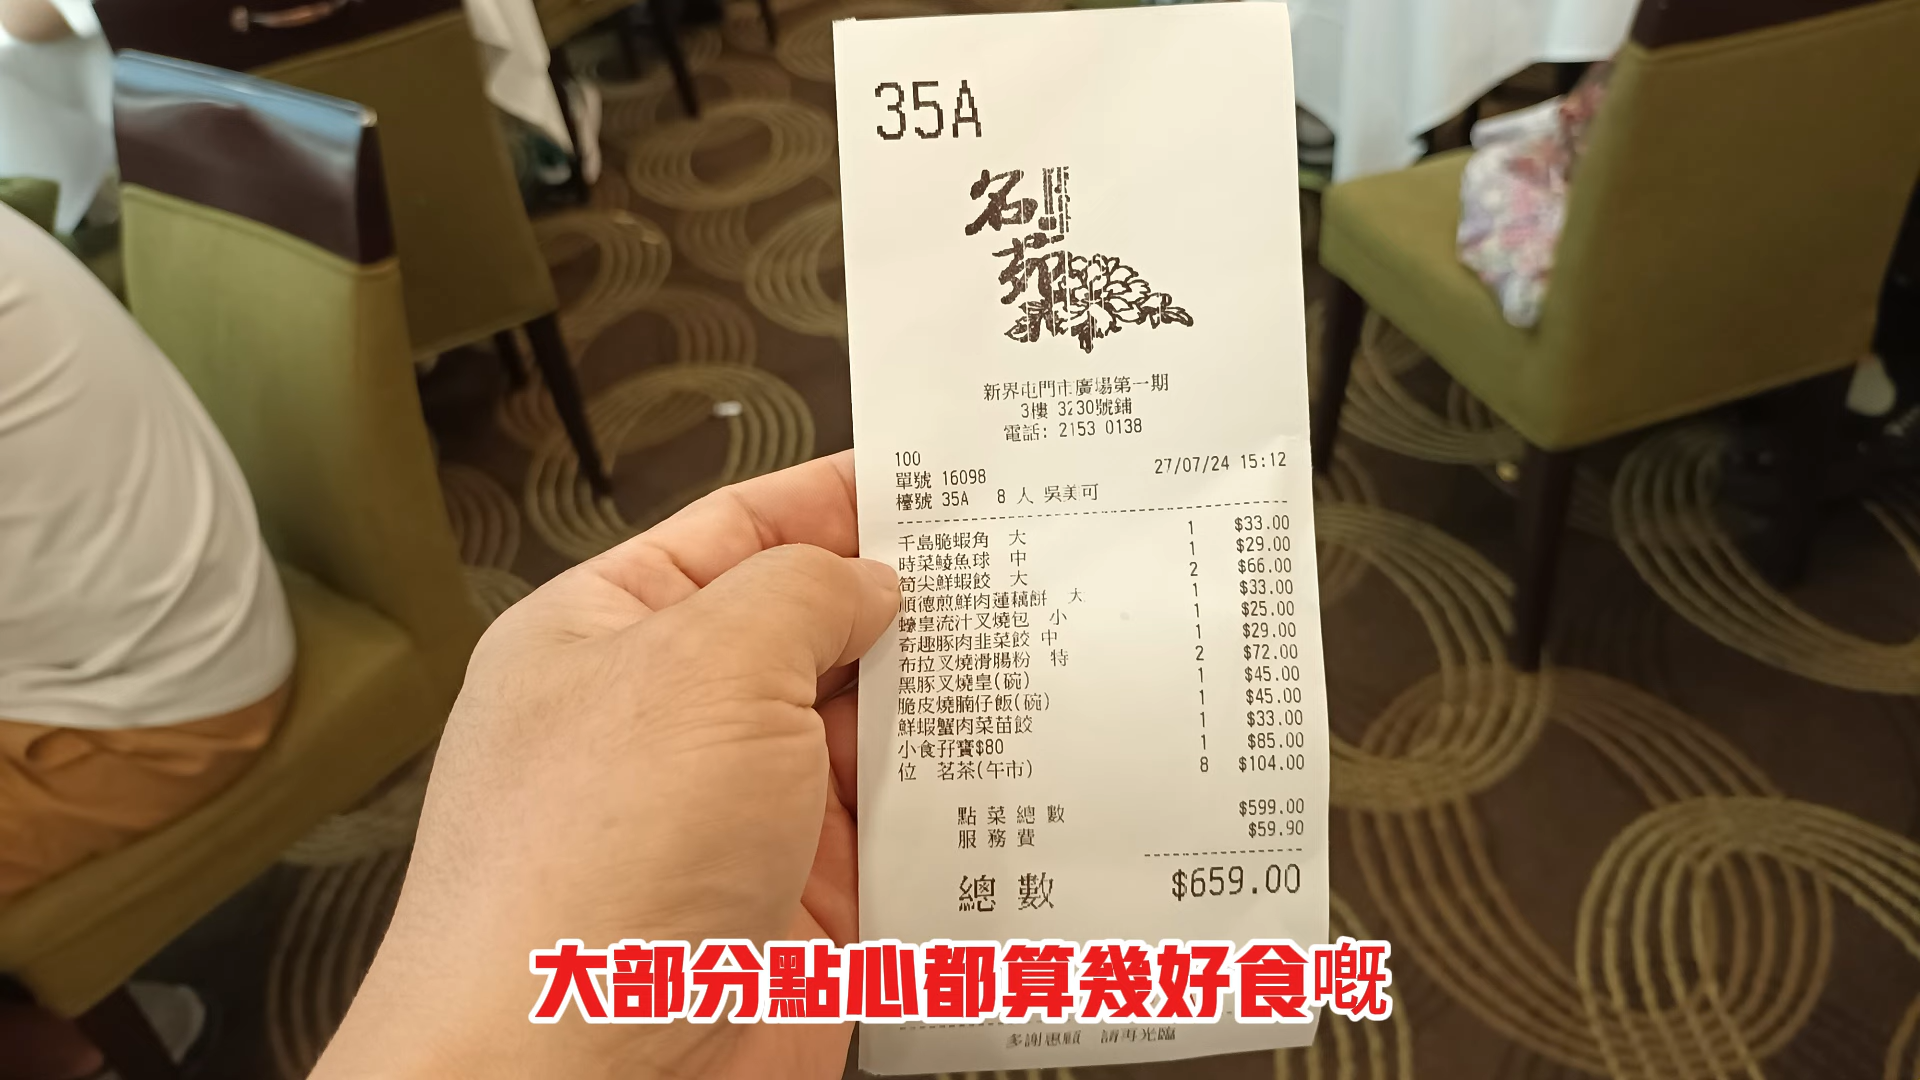 35A
名苑
新界屯門市廣場第一期
3樓 3230號鋪
電話: 2153 0138
100
單號 16098 27/07/24 15:12
檯號 35A 8 人 吳美可
千島脆蝦角 大 1 $33.00
時菜鯪魚球 中 1 $29.00
筍尖鮮蝦餃 大 2 $66.00
順德煎鮮肉蓮藕餅 大 1 $33.00
蠔皇流汁叉燒包 小 1 $25.00
奇趣豚肉韭菜餃 中 1 $29.00
布拉叉燒滑腸粉 特 2 $72.00
黑豚叉燒皇(碗) 1 $45.00
脆皮燒腩仔飯(碗) 1 $45.00
鮮蝦蟹肉菜苗餃 1 $33.00
小食孖寶$80 1 $85.00
位 茗茶(午市) 8 $104.00
點菜總數 $599.00
服務費 $59.90
總數 $659.00
大部分點心都算幾好食嘅
多謝惠顧 請再光臨